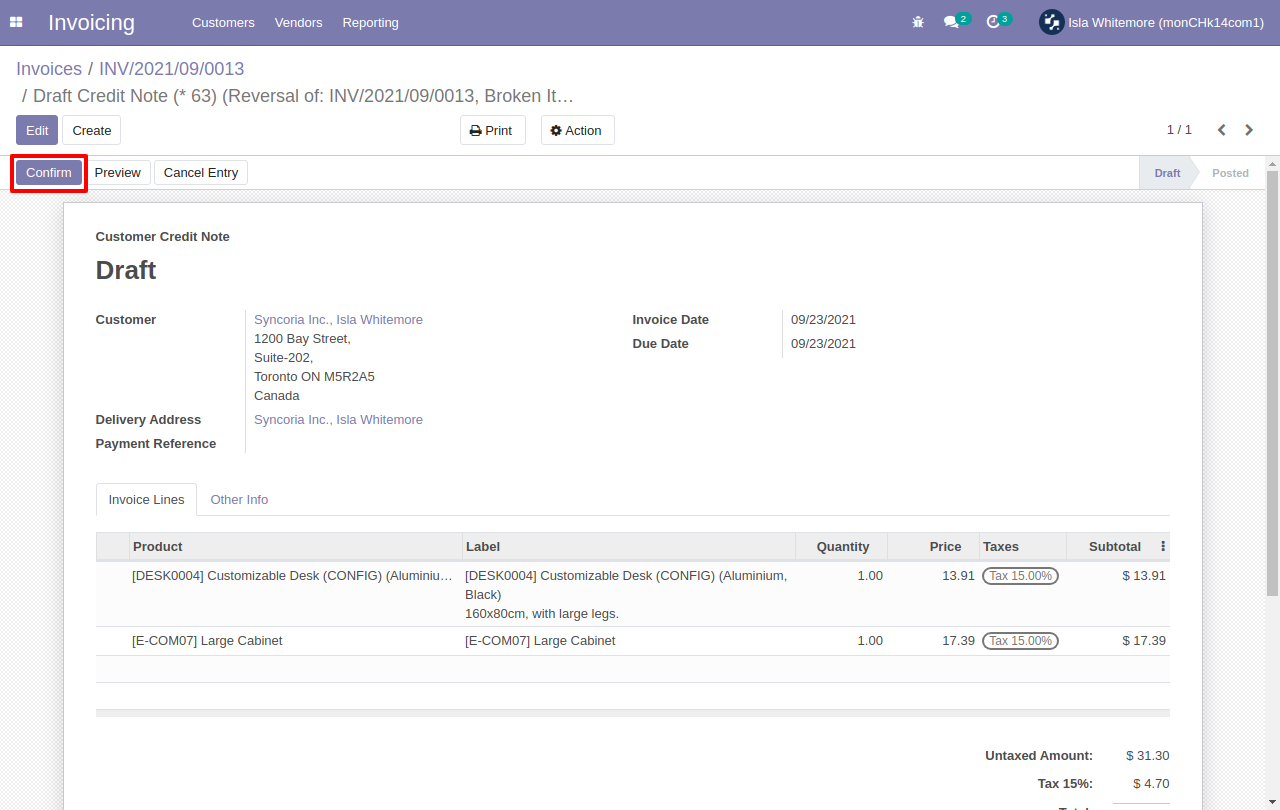 Invoicing Customers Vendors Reporting 2 3 Isla Whitemore (monCHk14com1)
Invoices / INV/2021/09/0013
/ Draft Credit Note (* 63) (Reversal of: INV/2021/09/0013, Broken It…
Edit Create Print Action 1 / 1
Confirm Preview Cancel Entry Draft Posted
Customer Credit Note
Draft
Customer Syncoria Inc., Isla Whitemore Invoice Date 09/23/2021
1200 Bay Street,
Due Date 09/23/2021
Suite-202,
Toronto ON M5R2A5
Canada
Delivery Address Syncoria Inc., Isla Whitemore
Payment Reference
Invoice Lines Other Info
Product Label Quantity Price Taxes Subtotal
[DESK0004] Customizable Desk (CONFIG) (Aluminiu… [DESK0004] Customizable Desk (CONFIG) (Aluminium, 1.00 13.91 Tax 15.00% $ 13.91
Black)
160x80cm, with large legs.
[E-COM07] Large Cabinet [E-COM07] Large Cabinet 1.00 17.39 Tax 15.00% $ 17.39
Untaxed Amount: $ 31.30
Tax 15%: $ 4.70